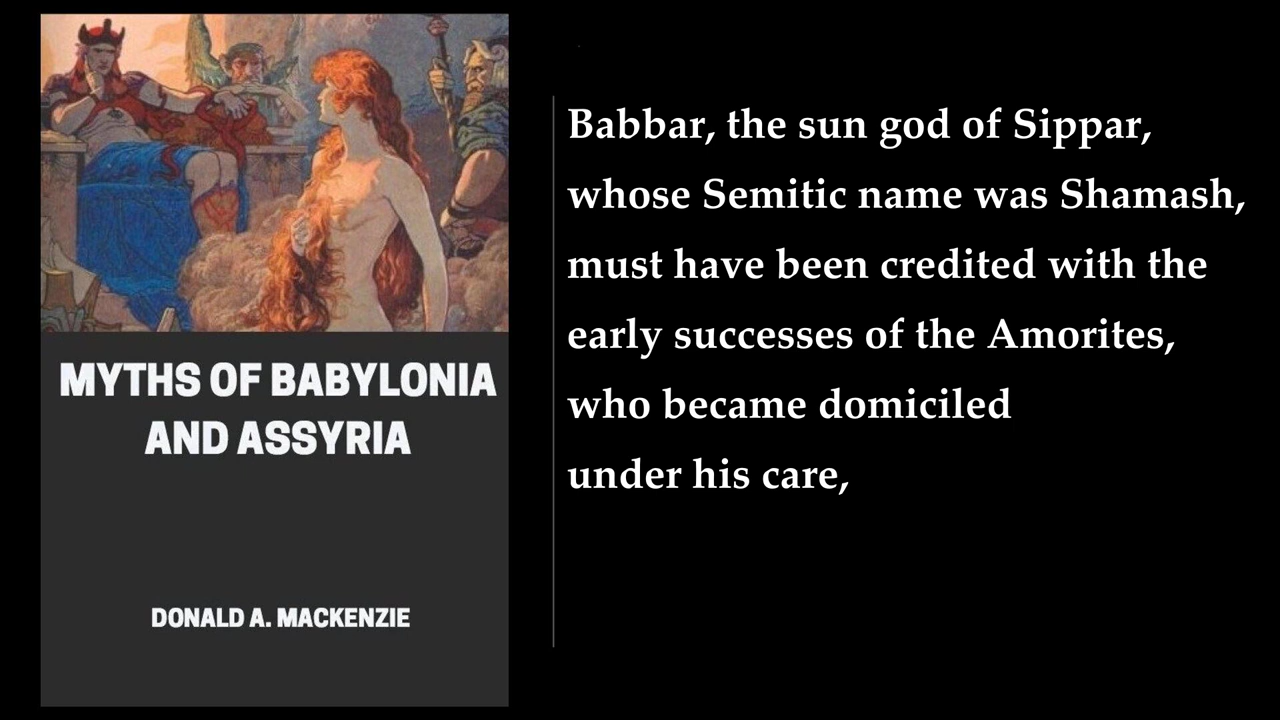 MYTHS OF BABYLONIA
AND ASSYRIA
DONALD A. MACKENZIE
Babbar, the sun god of Sippar,
whose Semitic name was Shamash,
must have been credited with the
early successes of the Amorites,
who became domiciled
under his care,